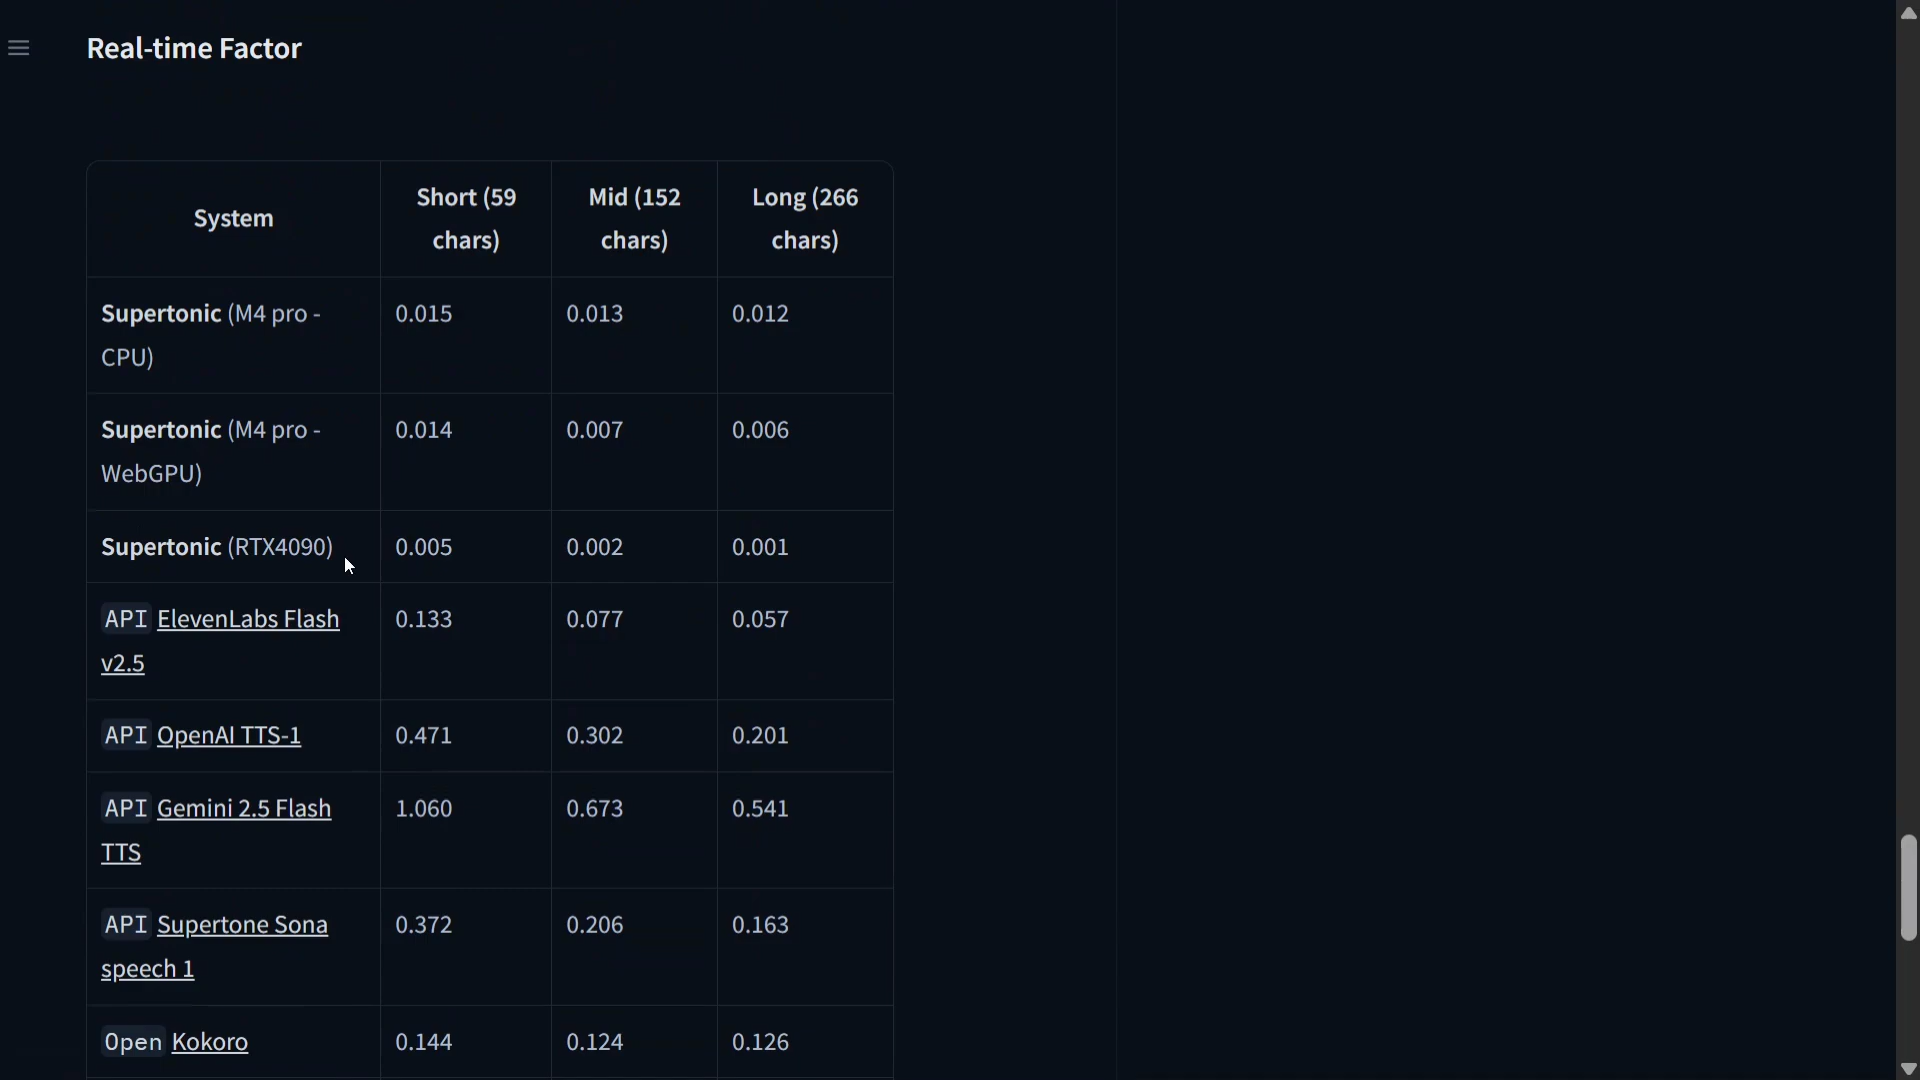 Real-time Factor
System
Short (59
chars)
Mid (152
chars)
Long (266
chars)
Supertonic (M4 pro -
CPU)
0.015
0.013
0.012
Supertonic (M4 pro -
WebGPU)
0.014
0.007
0.006
Supertonic (RTX4090)
0.005
0.002
0.001
API ElevenLabs Flash
v2.5
0.133
0.077
0.057
API OpenAI TTS-1
0.471
0.302
0.201
API Gemini 2.5 Flash
TTS
1.060
0.673
0.541
API Supertone Sona
speech 1
0.372
0.206
0.163
Open Kokoro
0.144
0.124
0.126